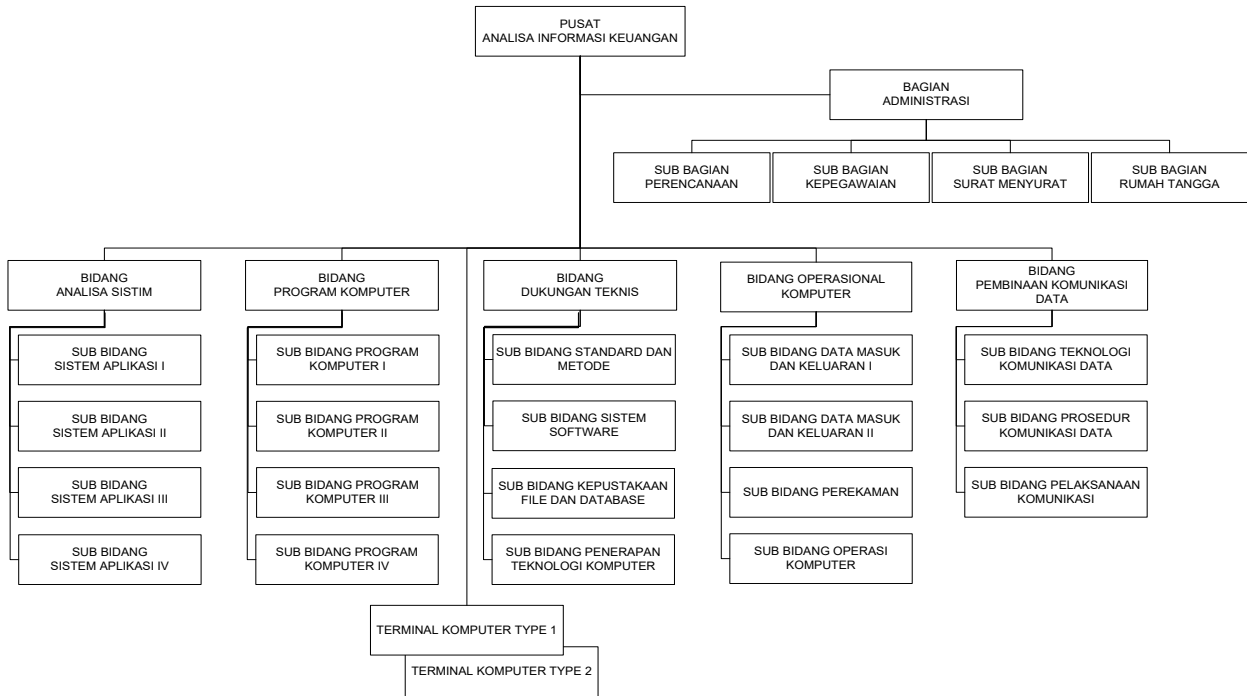 PUSAT
ANALISA INFORMASI KEUANGAN
BAGIAN
ADMINISTRASI
SUB BAGIAN
PERENCANAAN
SUB BAGIAN
KEPEGAWAIAN
SUB BAGIAN
SURAT MENYURAT
SUB BAGIAN
RUMAH TANGGA
BIDANG
ANALISA SISTIM
SUB BIDANG
SISTEM APLIKASI I
SUB BIDANG
SISTEM APLIKASI II
SUB BIDANG
SISTEM APLIKASI III
SUB BIDANG
SISTEM APLIKASI IV
BIDANG
PROGRAM KOMPUTER
SUB BIDANG PROGRAM
KOMPUTER I
SUB BIDANG PROGRAM
KOMPUTER II
SUB BIDANG PROGRAM
KOMPUTER III
SUB BIDANG PROGRAM
KOMPUTER IV
BIDANG
DUKUNGAN TEKNIS
SUB BIDANG STANDARD DAN
METODE
SUB BIDANG SISTEM
SOFTWARE
SUB BIDANG KEPUSTAKAAN
FILE DAN DATABASE
SUB BIDANG PENERAPAN
TEKNOLOGI KOMPUTER
BIDANG OPERASIONAL
KOMPUTER
SUB BIDANG DATA MASUK
DAN KELUARAN I
SUB BIDANG DATA MASUK
DAN KELUARAN II
SUB BIDANG PEREKAMAN
SUB BIDANG OPERASI
KOMPUTER
BIDANG
PEMBINAAN KOMUNIKASI
DATA
SUB BIDANG TEKNOLOGI
KOMUNIKASI DATA
SUB BIDANG PROSEDUR
KOMUNIKASI DATA
SUB BIDANG PELAKSANAAN
KOMUNIKASI
TERMINAL KOMPUTER TYPE 1
TERMINAL KOMPUTER TYPE 2